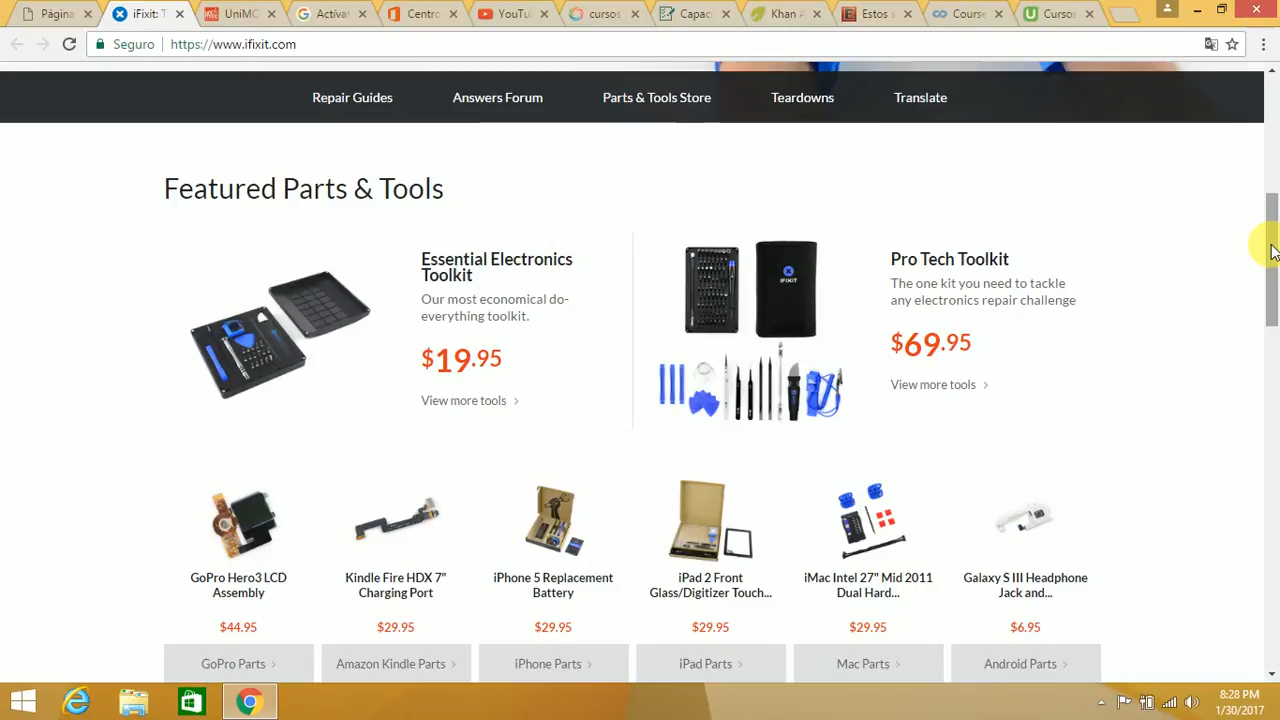 Página
iFixit: T
UniMO
Activat
Centro
YouTu
cursos
Capac
Khan A
Estos s
Course
Cursos
Seguro https://www.ifixit.com
Repair Guides Answers Forum Parts & Tools Store Teardowns Translate
Featured Parts & Tools
Essential Electronics
Toolkit
Our most economical do-
everything toolkit.
$19.95
View more tools
Pro Tech Toolkit
The one kit you need to tackle
any electronics repair challenge
$69.95
View more tools
IFIXIT
GoPro Hero3 LCD
Assembly
$44.95
GoPro Parts
Kindle Fire HDX 7"
Charging Port
$29.95
Amazon Kindle Parts
iPhone 5 Replacement
Battery
$29.95
iPhone Parts
iPad 2 Front
Glass/Digitizer Touch...
$29.95
iPad Parts
iMac Intel 27" Mid 2011
Dual Hard...
$29.95
Mac Parts
Galaxy S III Headphone
Jack and...
$6.95
Android Parts
8:28 PM
1/30/2017